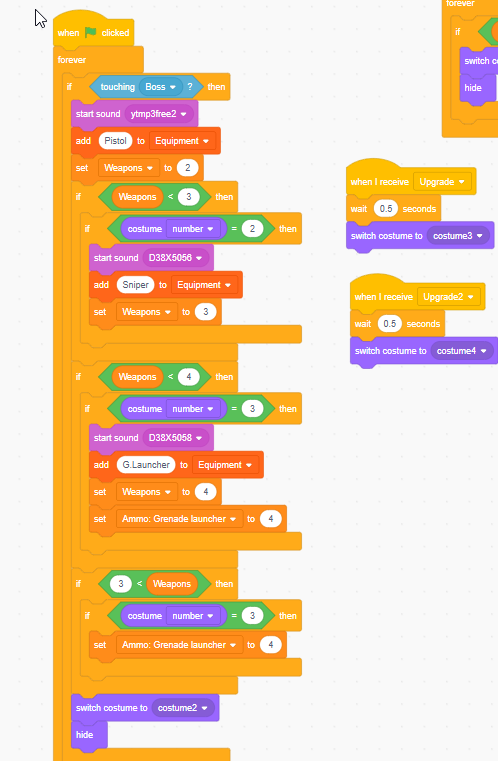 when clicked
forever
if touching Boss ? then
start sound ytmp3free2
add Pistol to Equipment
set Weapons to 2
if Weapons < 3 then
if costume number = 2 then
start sound D38X5056
add Sniper to Equipment
set Weapons to 3
if Weapons < 4 then
if costume number = 3 then
start sound D38X5058
add G.Launcher to Equipment
set Weapons to 4
set Ammo: Grenade launcher to 4
if 3 < Weapons then
if costume number = 3 then
set Ammo: Grenade launcher to 4
switch costume to costume2
hide
forever
if
switch co
hide
when I receive Upgrade
wait 0.5 seconds
switch costume to costume3
when I receive Upgrade2
wait 0.5 seconds
switch costume to costume4